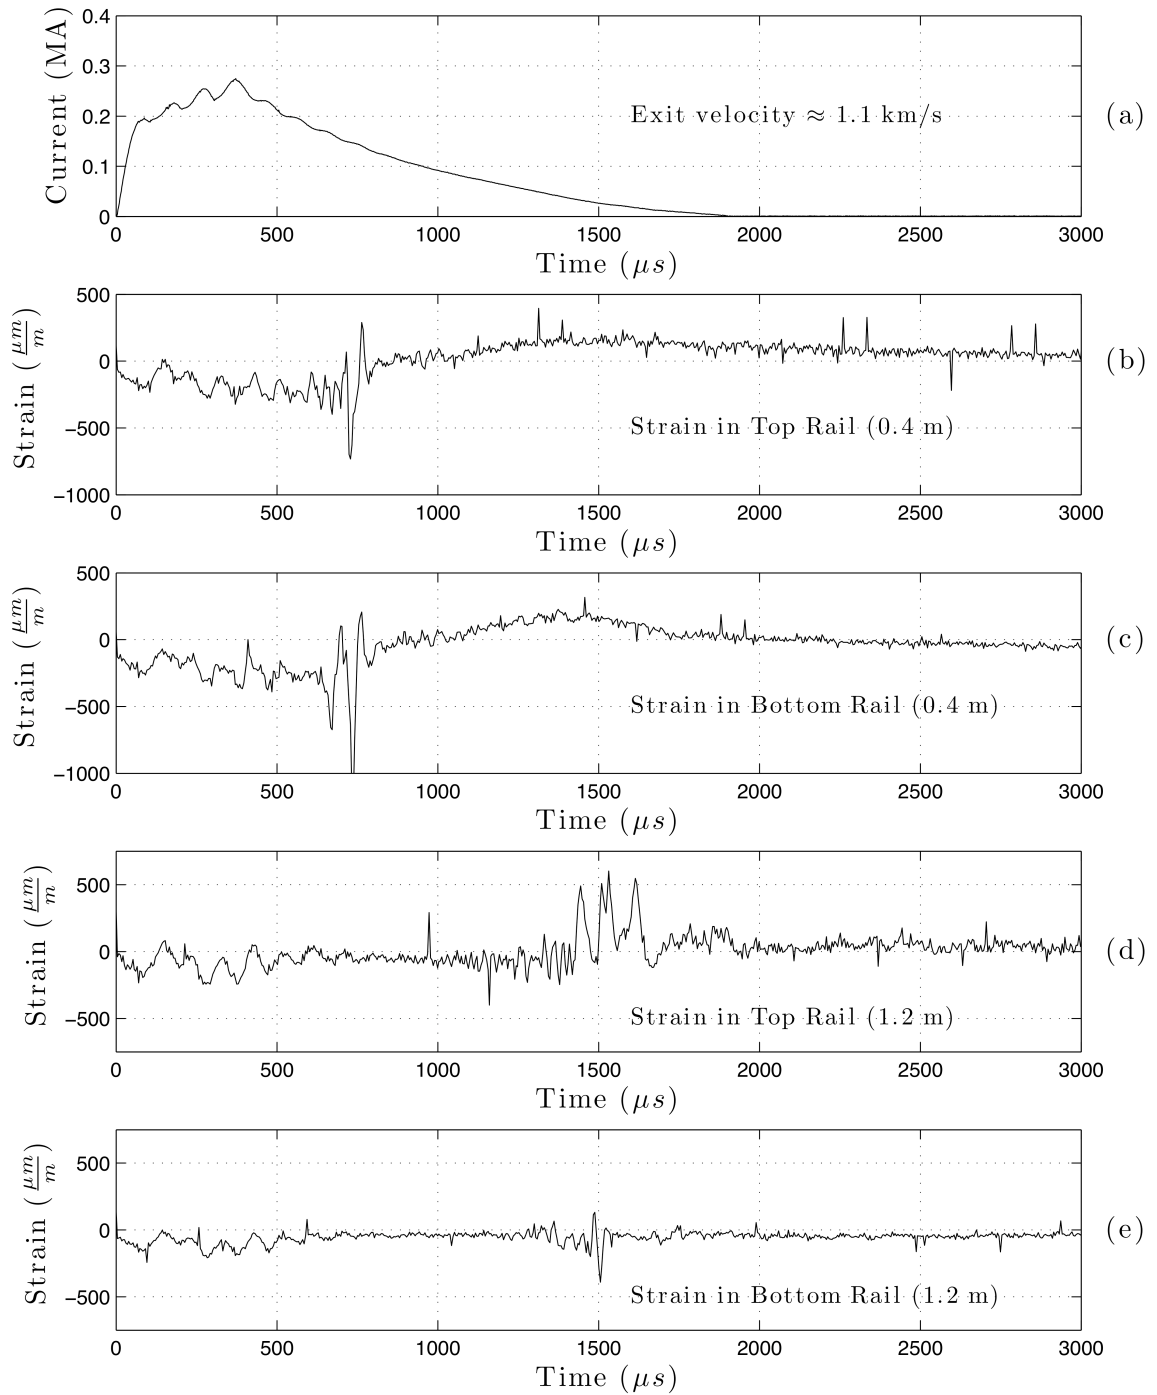 0.4
0.3
0.2
0.1
0
Current (MA)
Exit velocity ≈ 1.1 km/s
(a)
0 500 1000 1500 2000 2500 3000
Time (μs)
500
0
−500
−1000
Strain (μm/m)
Strain in Top Rail (0.4 m)
(b)
0 500 1000 1500 2000 2500 3000
Time (μs)
500
0
−500
−1000
Strain (μm/m)
Strain in Bottom Rail (0.4 m)
(c)
0 500 1000 1500 2000 2500 3000
Time (μs)
500
0
−500
Strain (μm/m)
Strain in Top Rail (1.2 m)
(d)
0 500 1000 1500 2000 2500 3000
Time (μs)
500
0
−500
Strain (μm/m)
Strain in Bottom Rail (1.2 m)
(e)
0 500 1000 1500 2000 2500 3000
Time (μs)